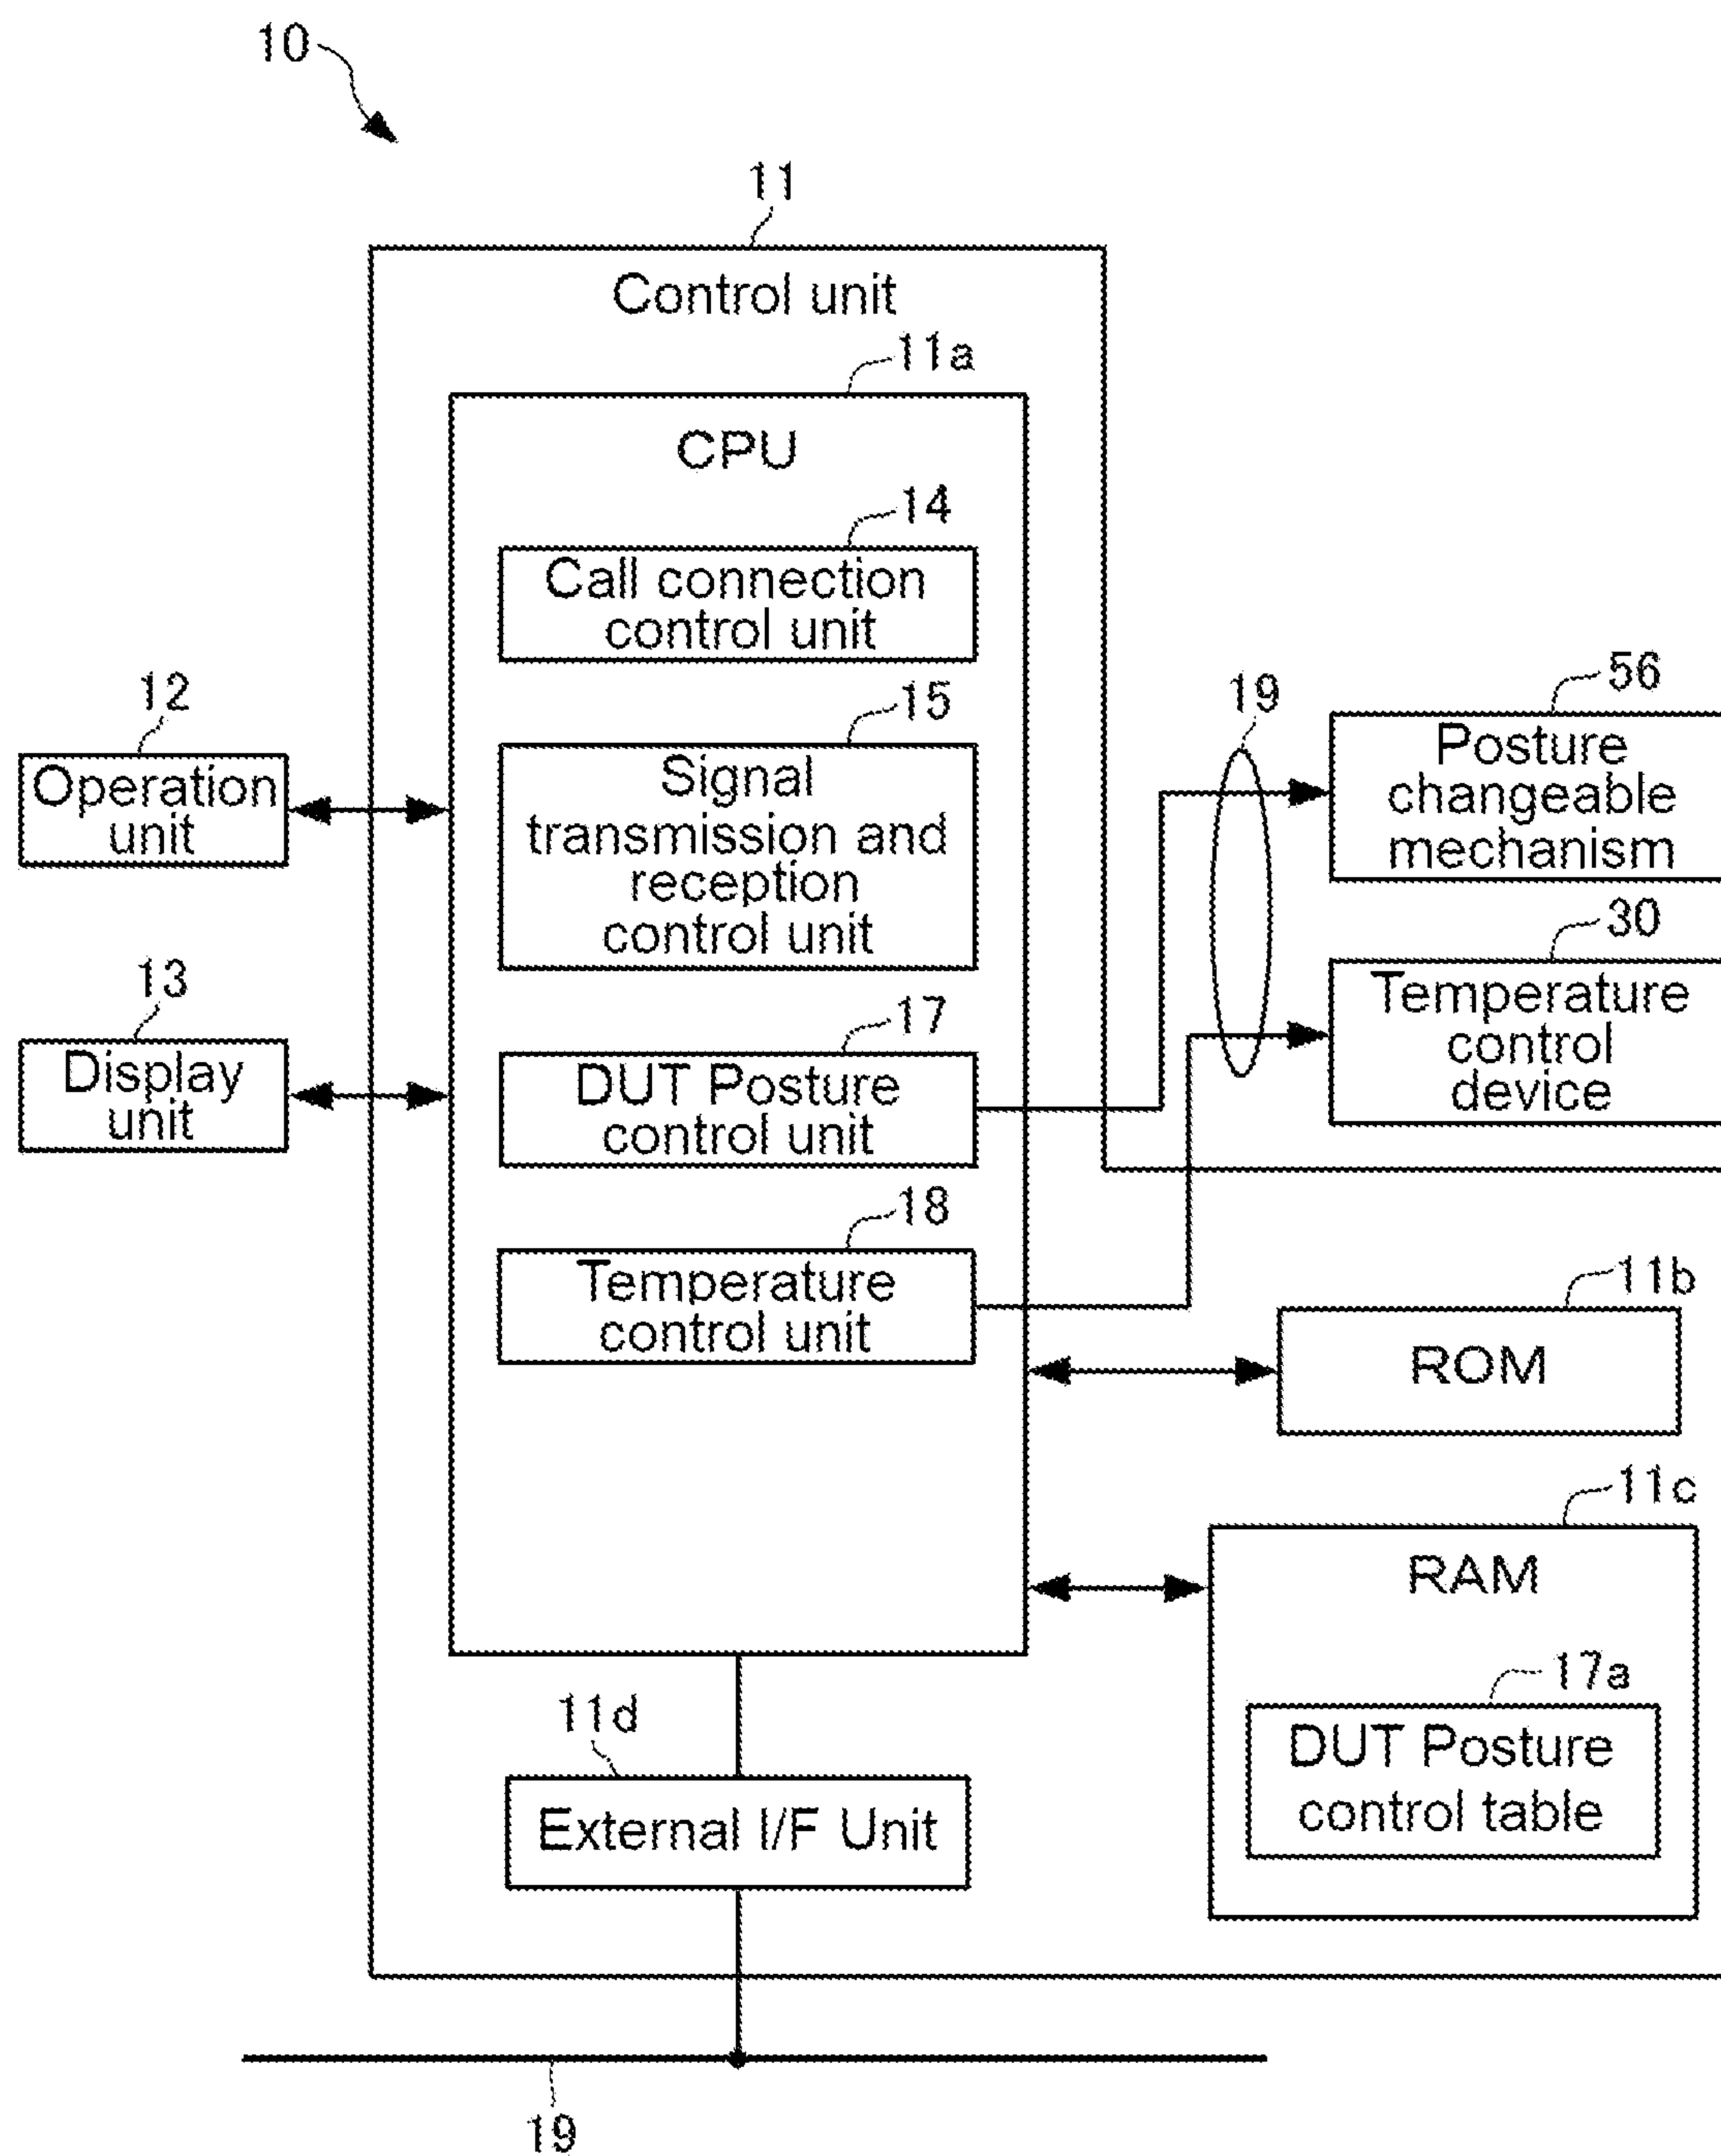 10
11
Control unit
11a
CPU
14
Call connection
control unit
15
Signal
transmission and
reception
control unit
17
DUT Posture
control unit
18
Temperature
control unit
12
Operation
unit
13
Display
unit
19
56
Posture
changeable
mechanism
30
Temperature
control
device
11b
ROM
11c
RAM
17a
DUT Posture
control table
11d
External I/F Unit
19